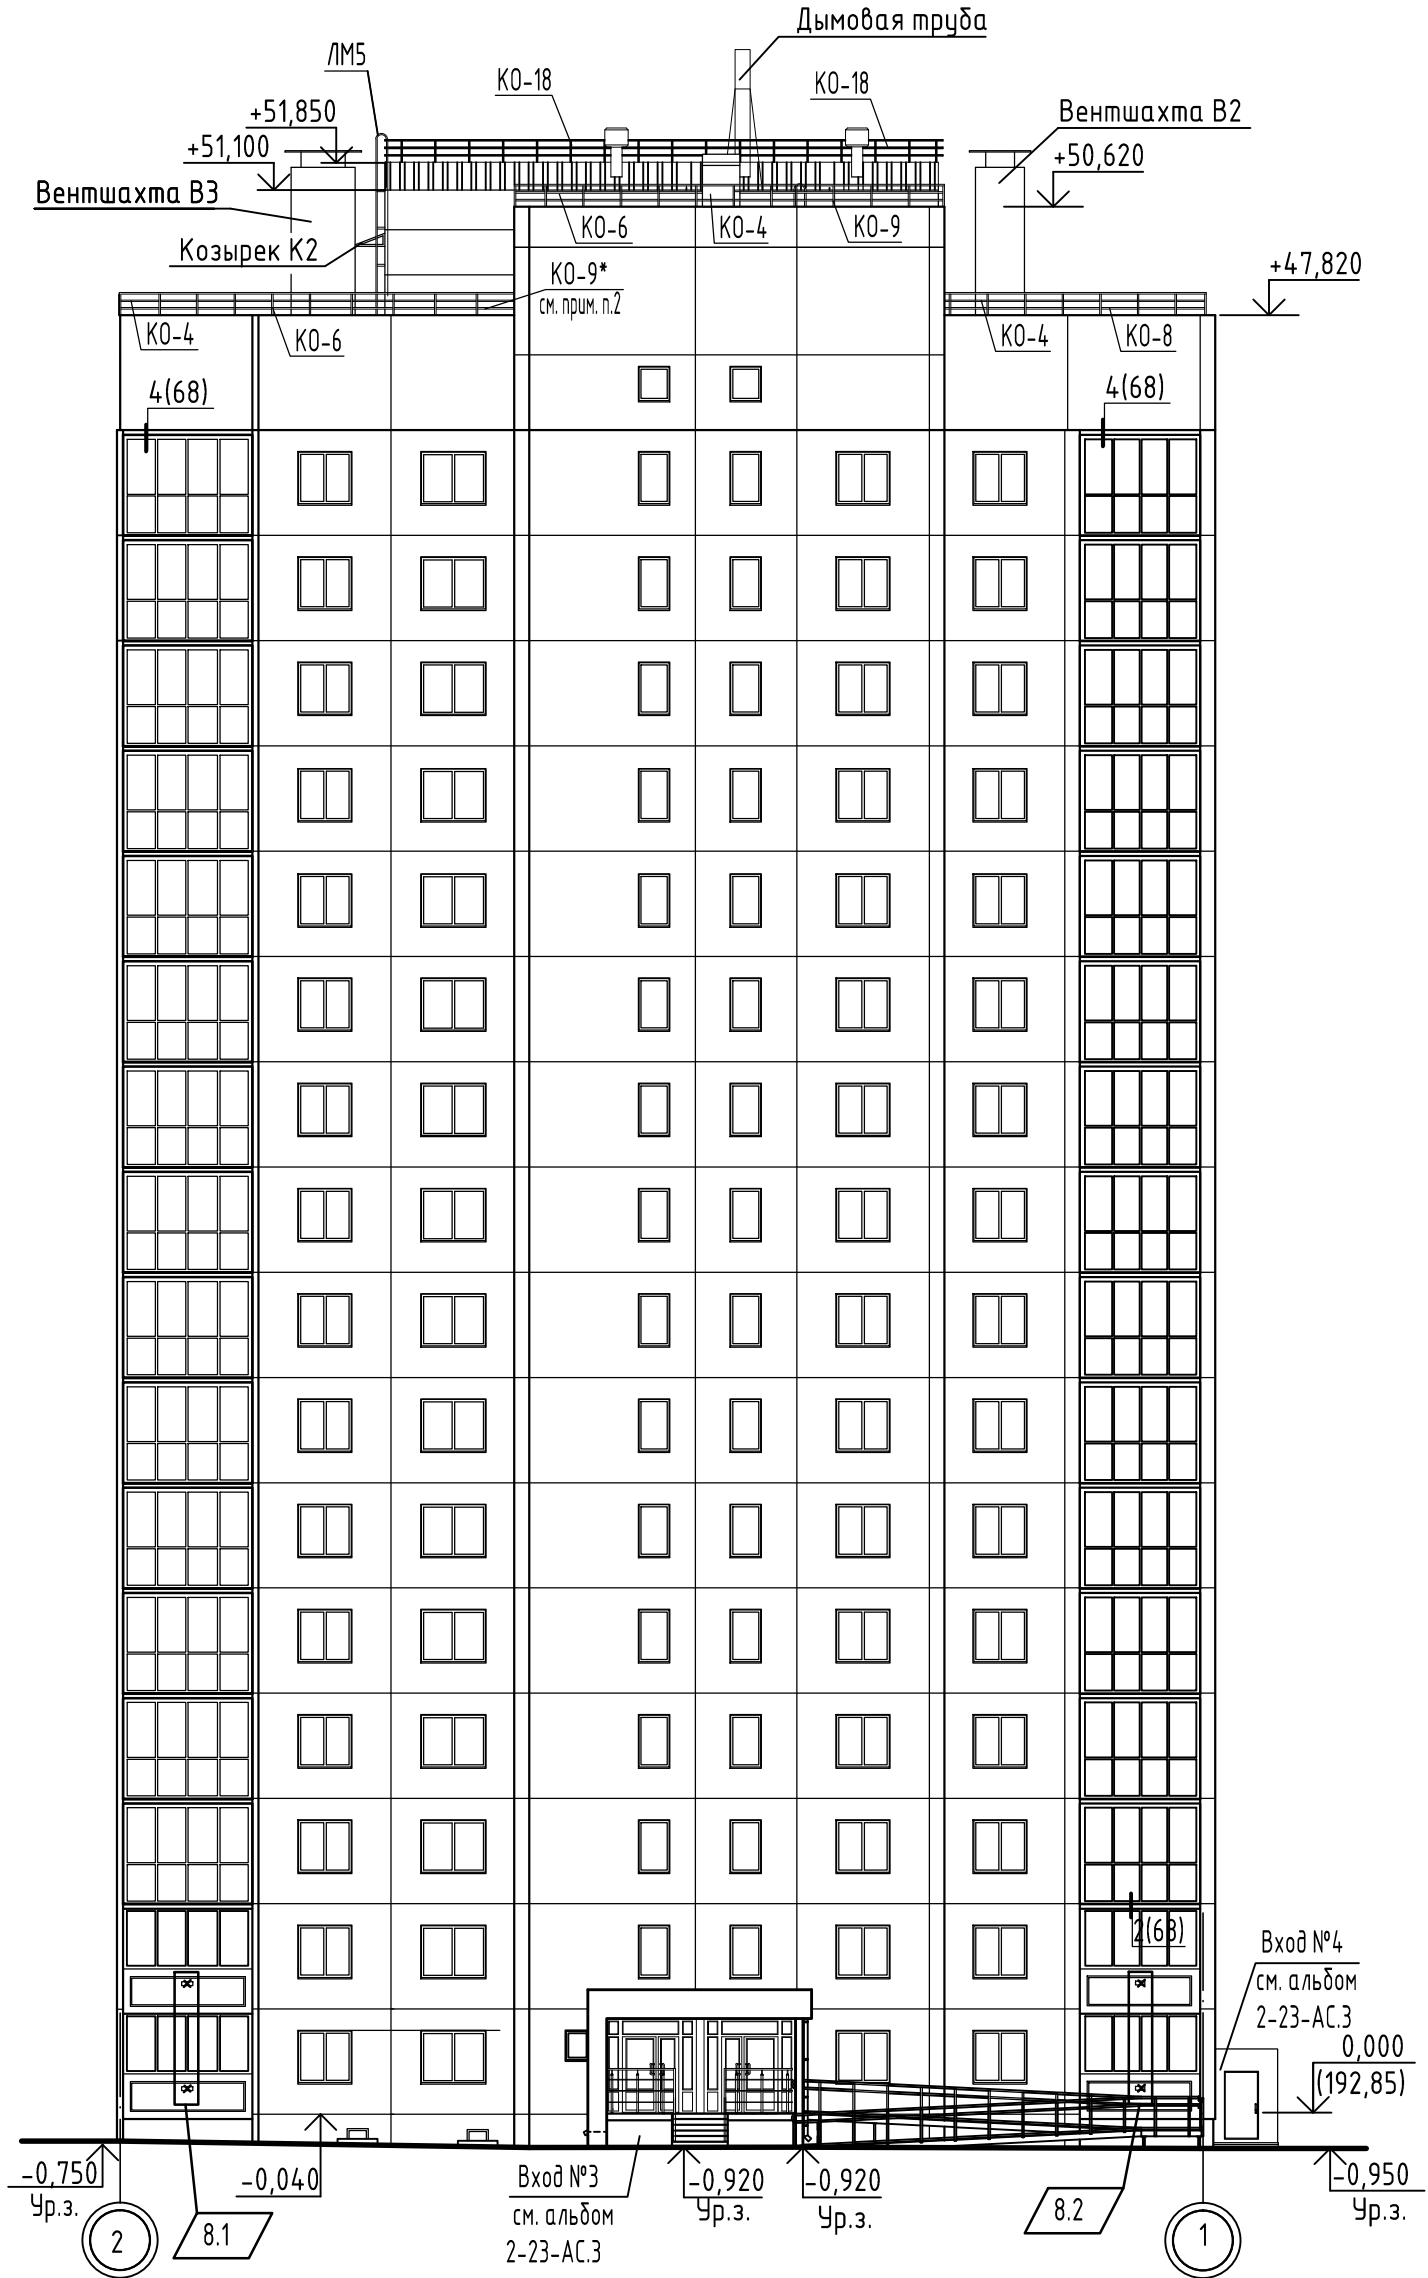 Дымовая труба
ЛМ5
КО-18
КО-18
+51,850
Вентшахта В2
+51,100
+50,620
Вентшахта В3
КО-6
КО-4
КО-9
Козырек К2
КО-9*
см. прим. п.2
+47,820
КО-4
КО-6
КО-4
КО-8
4(68)
4(68)
2(68)
Вход №4
см. альбом
2-23-АС.3
0,000
(192,85)
-0,750
Ур.з.
-0,040
Вход №3
см. альбом
2-23-АС.3
-0,920
Ур.з.
-0,920
Ур.з.
-0,950
Ур.з.
2
8.1
8.2
1